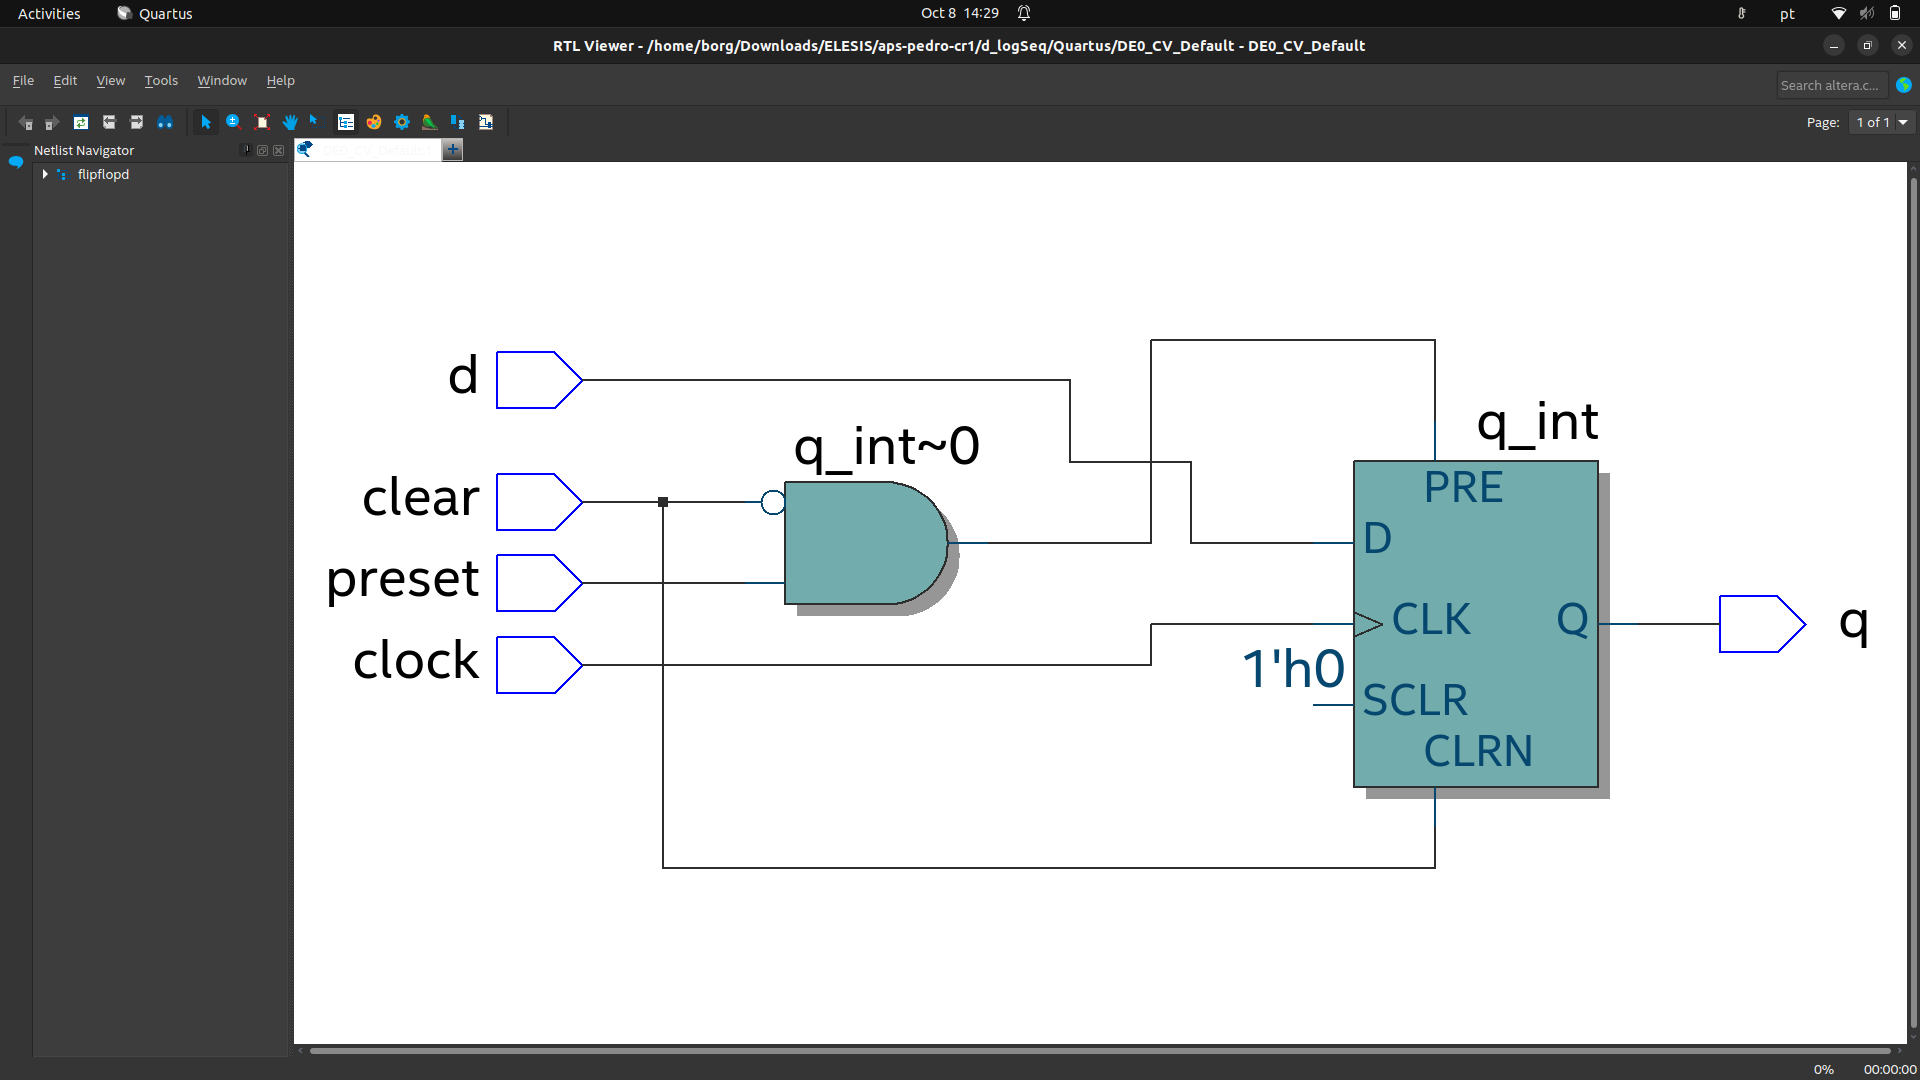 Activities Quartus Oct 8 14:29 pt
RTL Viewer - /home/borg/Downloads/ELESIS/aps-pedro-cr1/d_logSeq/Quartus/DE0_CV_Default - DE0_CV_Default
File Edit View Tools Window Help Search altera.c...
Page: 1 of 1
Netlist Navigator
flipflopd
d
q_int
q_int~0
clear
PRE
D
preset
CLK
Q
q
clock
1'h0
SCLR
CLRN
0% 00:00:00